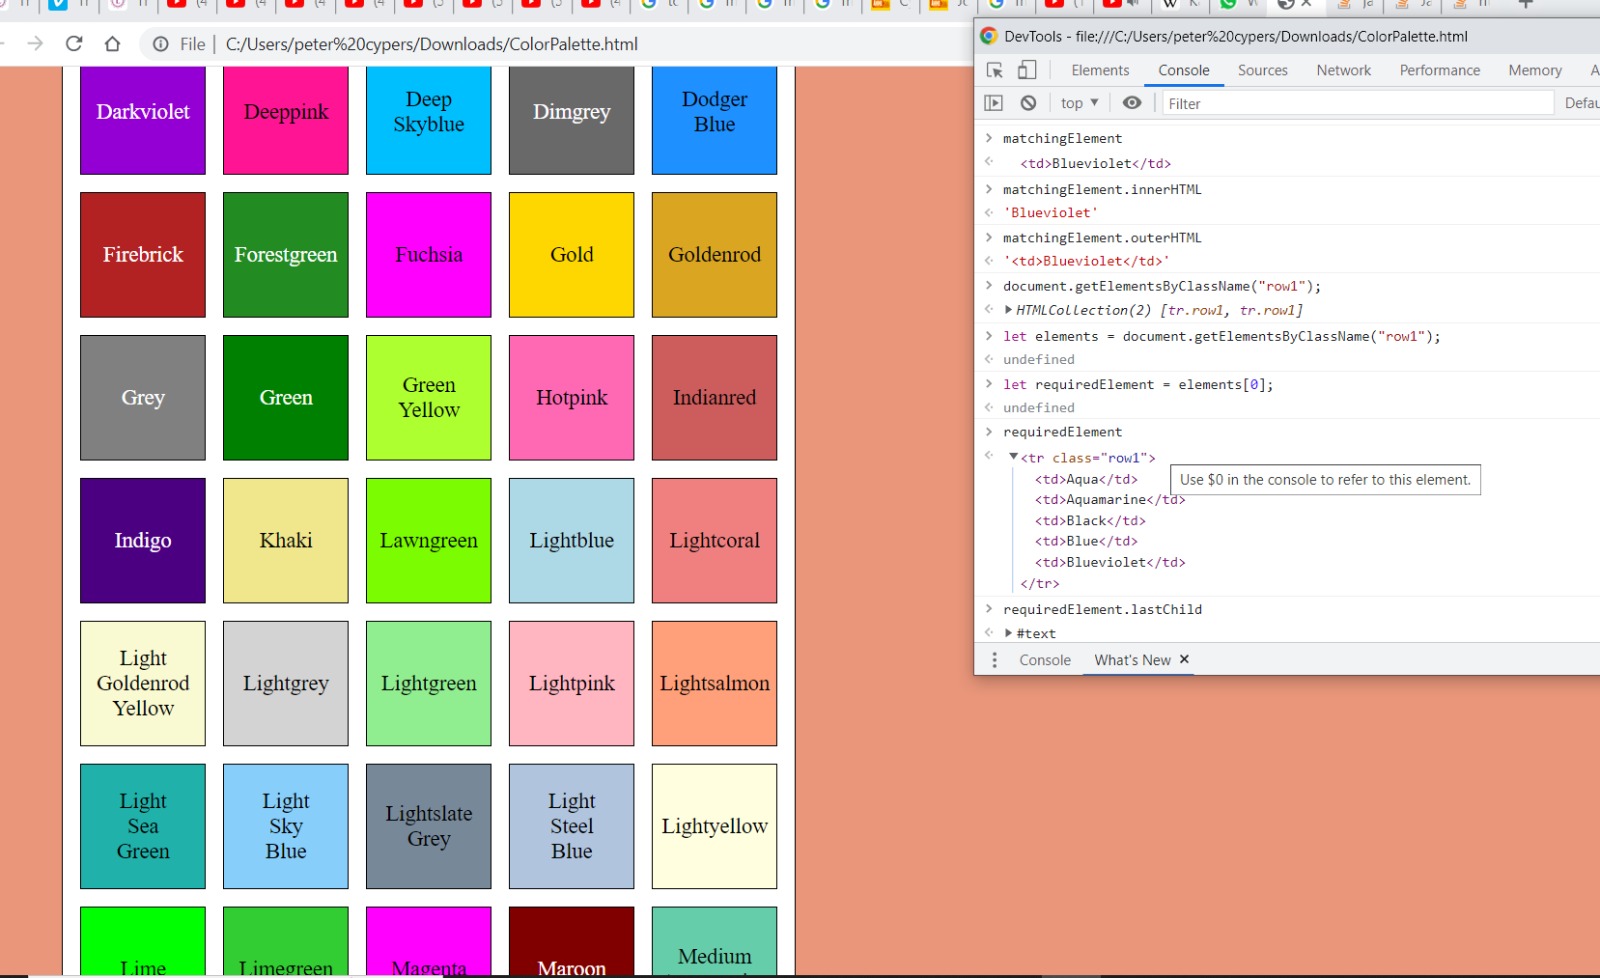 File | C:/Users/peter%20cypers/Downloads/ColorPalette.html
Darkviolet
Deeppink
Deep
Skyblue
Dimgrey
Dodger
Blue
Firebrick
Forestgreen
Fuchsia
Gold
Goldenrod
Grey
Green
Green
Yellow
Hotpink
Indianred
Indigo
Khaki
Lawngreen
Lightblue
Lightcoral
Light
Goldenrod
Yellow
Lightgrey
Lightgreen
Lightpink
Lightsalmon
Light
Sea
Green
Light
Sky
Blue
Lightslate
Grey
Light
Steel
Blue
Lightyellow
Lime
Limegreen
Magenta
Maroon
Medium
DevTools - file:///C:/Users/peter%20cypers/Downloads/ColorPalette.html
Elements Console Sources Network Performance Memory
top ▼ Filter Defau
matchingElement
<td>Blueviolet</td>
matchingElement.innerHTML
'Blueviolet'
matchingElement.outerHTML
'<td>Blueviolet</td>'
document.getElementsByClassName("row1");
HTMLCollection(2) [tr.row1, tr.row1]
let elements = document.getElementsByClassName("row1");
undefined
let requiredElement = elements[0];
undefined
requiredElement
<tr class="row1">
<td>Aqua</td>
Use $0 in the console to refer to this element.
<td>Aquamarine</td>
<td>Black</td>
<td>Blue</td>
<td>Blueviolet</td>
</tr>
requiredElement.lastChild
#text
Console What's New ×